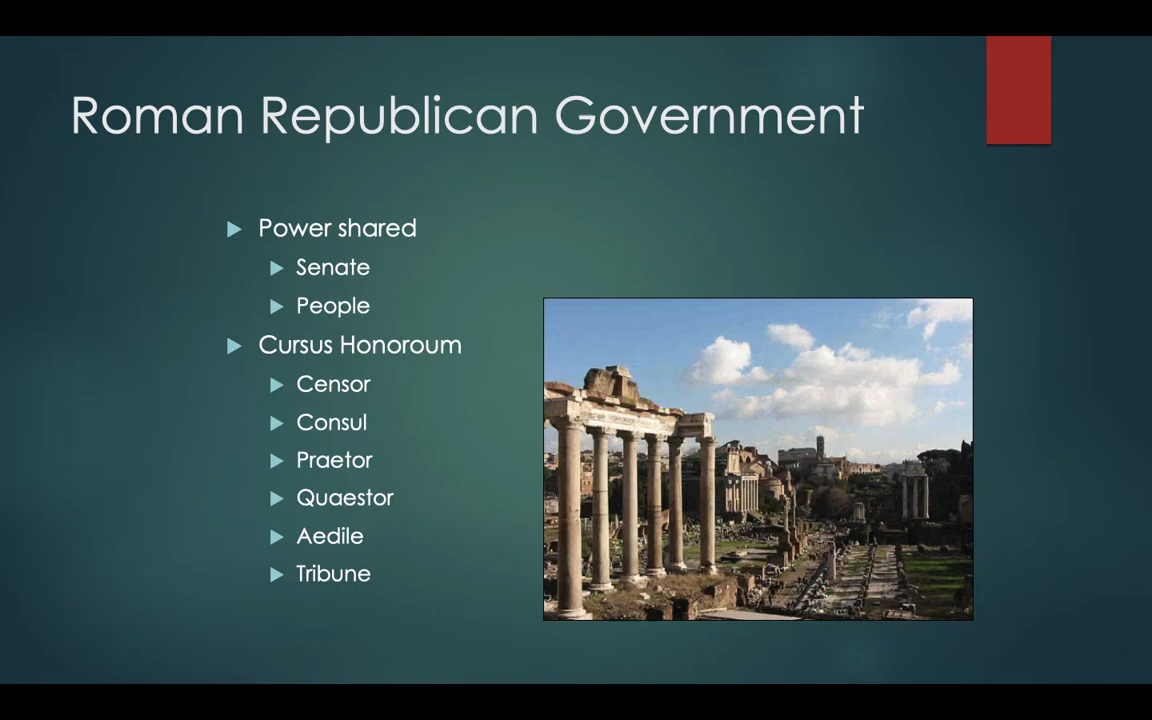 Roman Republican Government
Power shared
Senate
People
Cursus Honoroum
Censor
Consul
Praetor
Quaestor
Aedile
Tribune